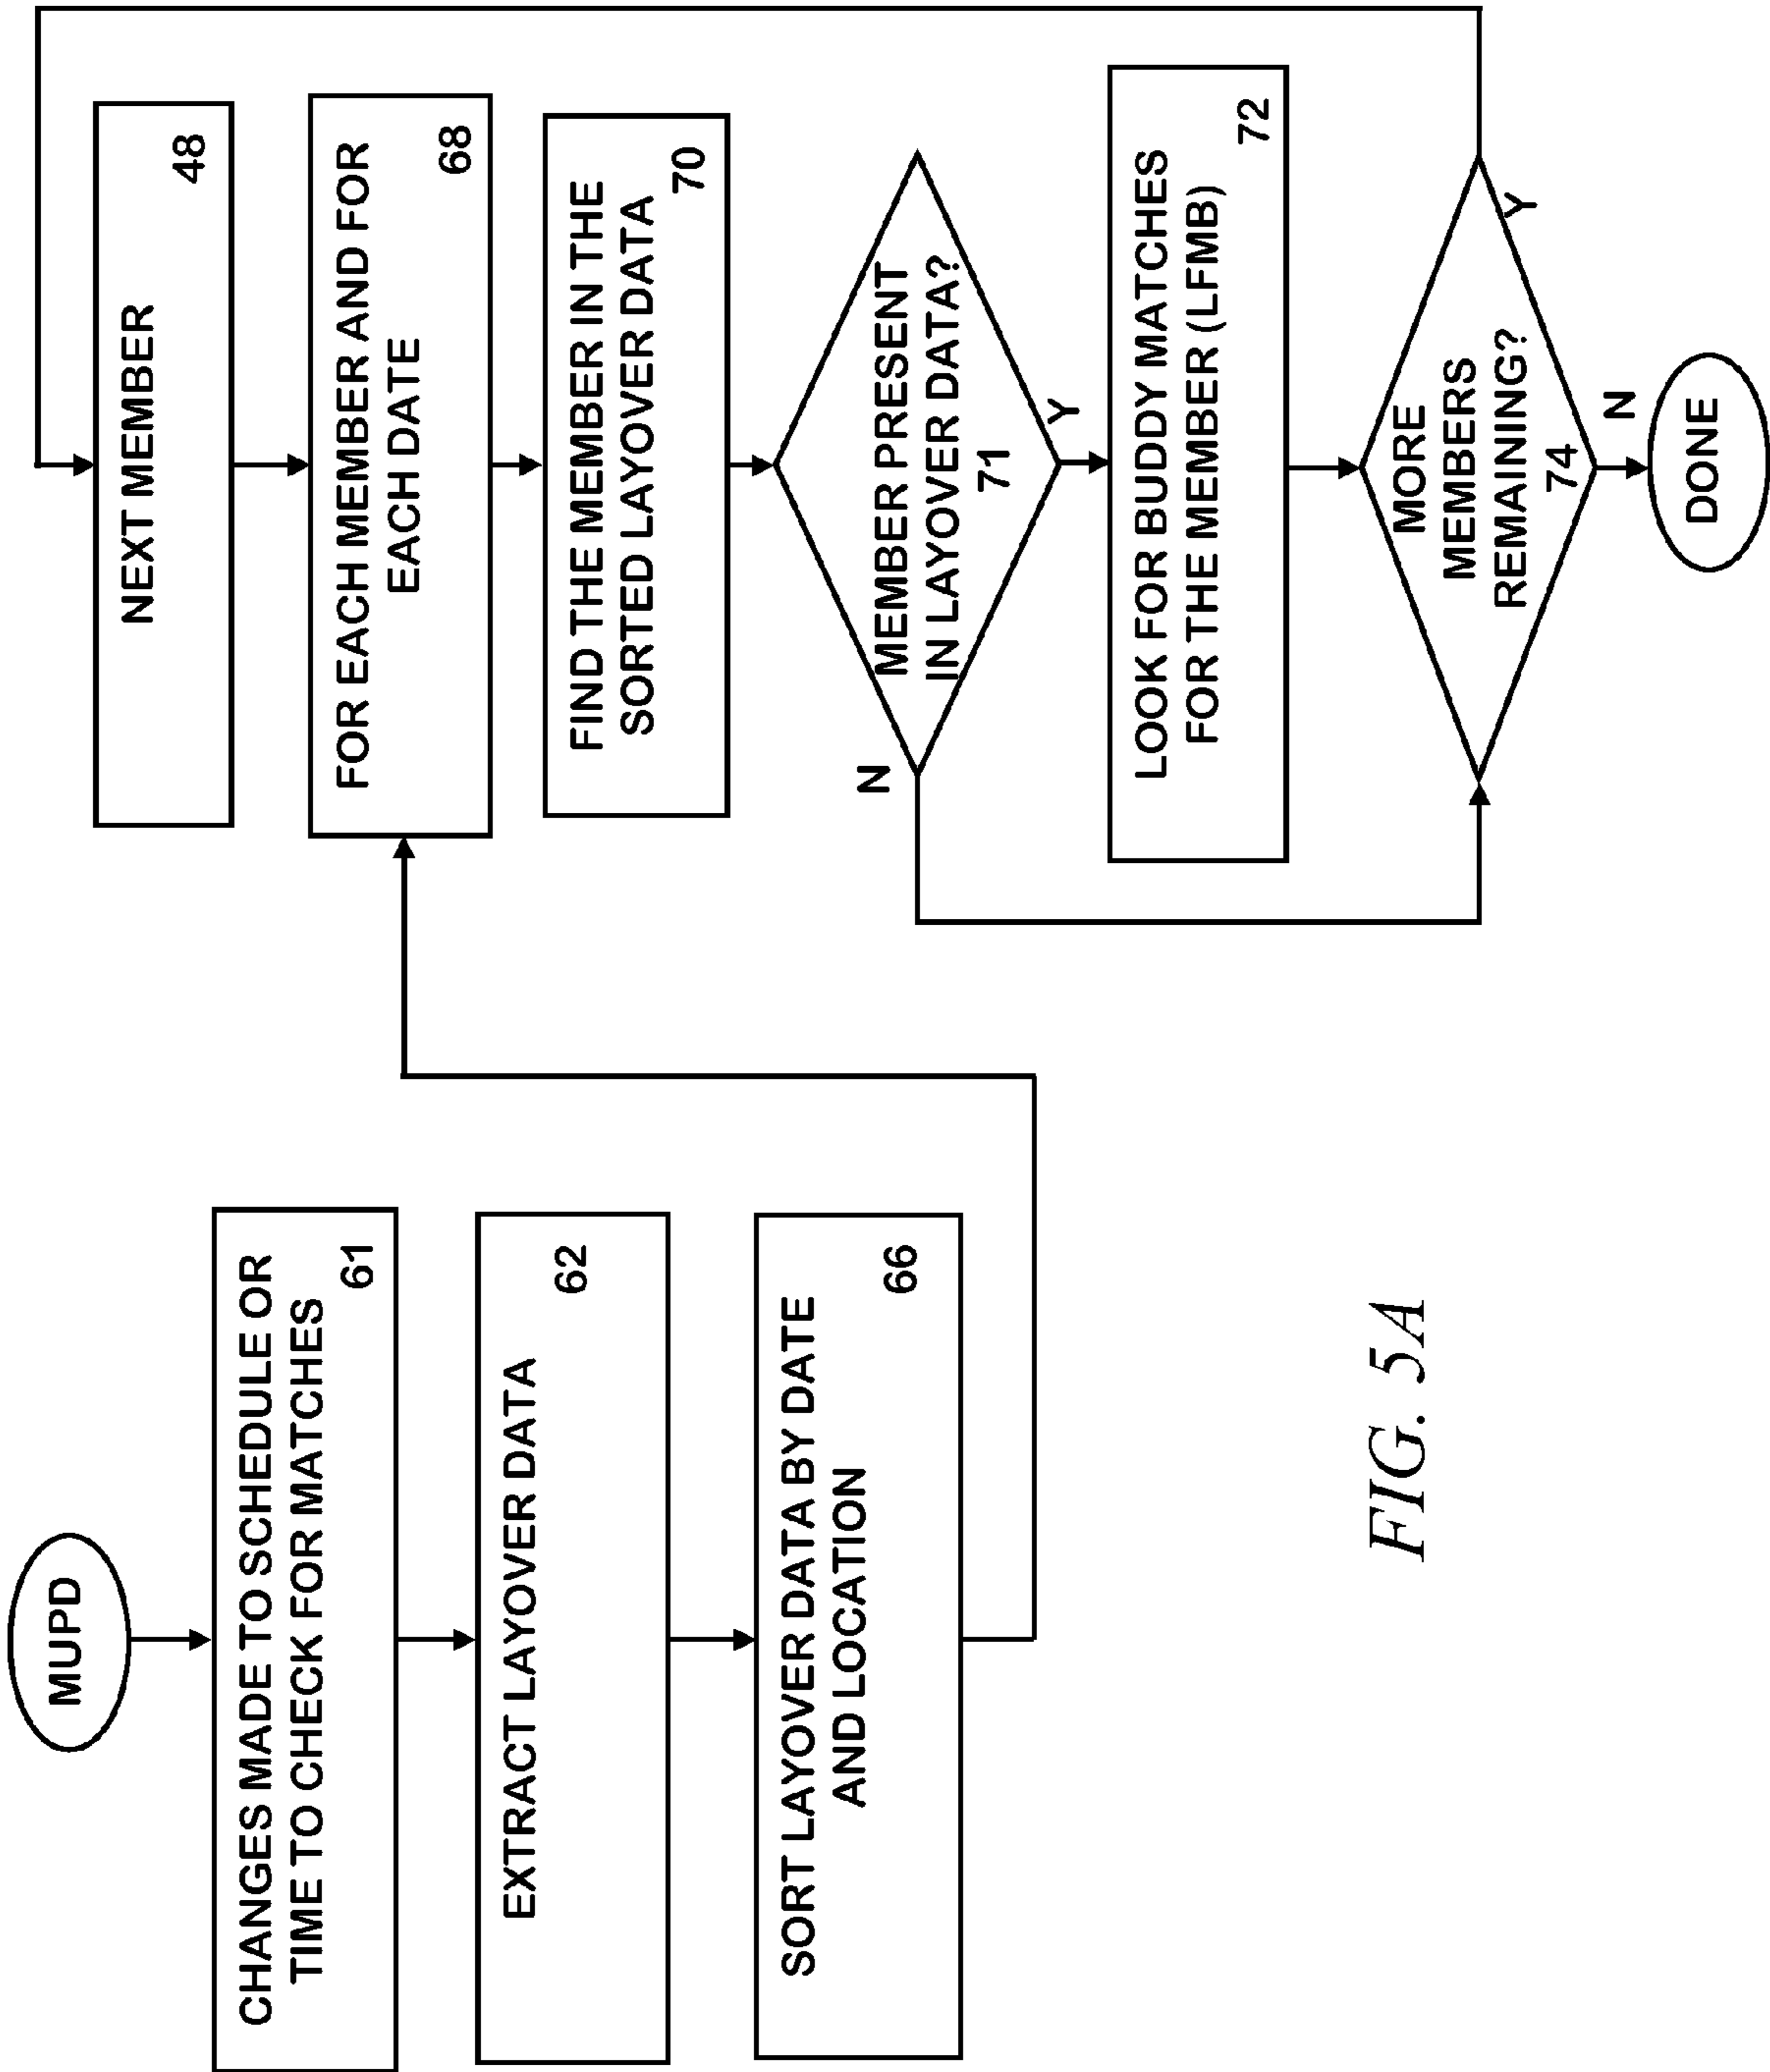 MUPD
CHANGES MADE TO SCHEDULE OR
TIME TO CHECK FOR MATCHES
61
EXTRACT LAYOVER DATA
62
SORT LAYOVER DATA BY DATE
AND LOCATION
66
NEXT MEMBER
48
FOR EACH MEMBER AND FOR
EACH DATE
68
FIND THE MEMBER IN THE
SORTED LAYOVER DATA
70
MEMBER PRESENT
IN LAYOVER DATA?
71
N
Y
LOOK FOR BUDDY MATCHES
FOR THE MEMBER (LFMB)
72
MORE
MEMBERS
REMAINING?
74
Y
N
DONE
FIG. 5A